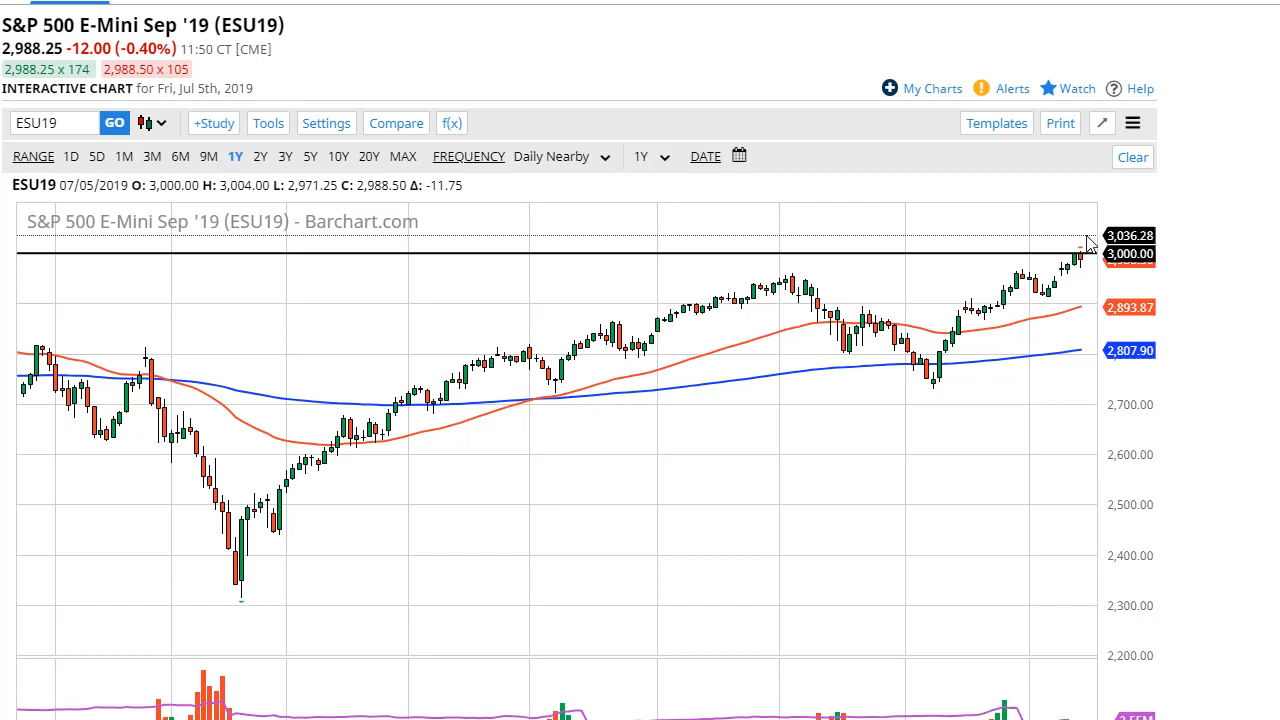 S&P 500 E-Mini Sep '19 (ESU19)
2,988.25 -12.00 (-0.40%) 11:50 CT [CME]
2,988.25 x 174 2,988.50 x 105
INTERACTIVE CHART for Fri, Jul 5th, 2019
My Charts Alerts Watch Help
ESU19 GO +Study Tools Settings Compare f(x) Templates Print
RANGE 1D 5D 1M 3M 6M 9M 1Y 2Y 3Y 5Y 10Y 20Y MAX FREQUENCY Daily Nearby 1Y DATE Clear
ESU19 07/05/2019 O: 3,000.00 H: 3,004.00 L: 2,971.25 C: 2,988.50 Δ: -11.75
S&P 500 E-Mini Sep '19 (ESU19) - Barchart.com
3,036.28
3,000.00
2,893.87
2,807.90
2,700.00
2,600.00
2,500.00
2,400.00
2,300.00
2,200.00